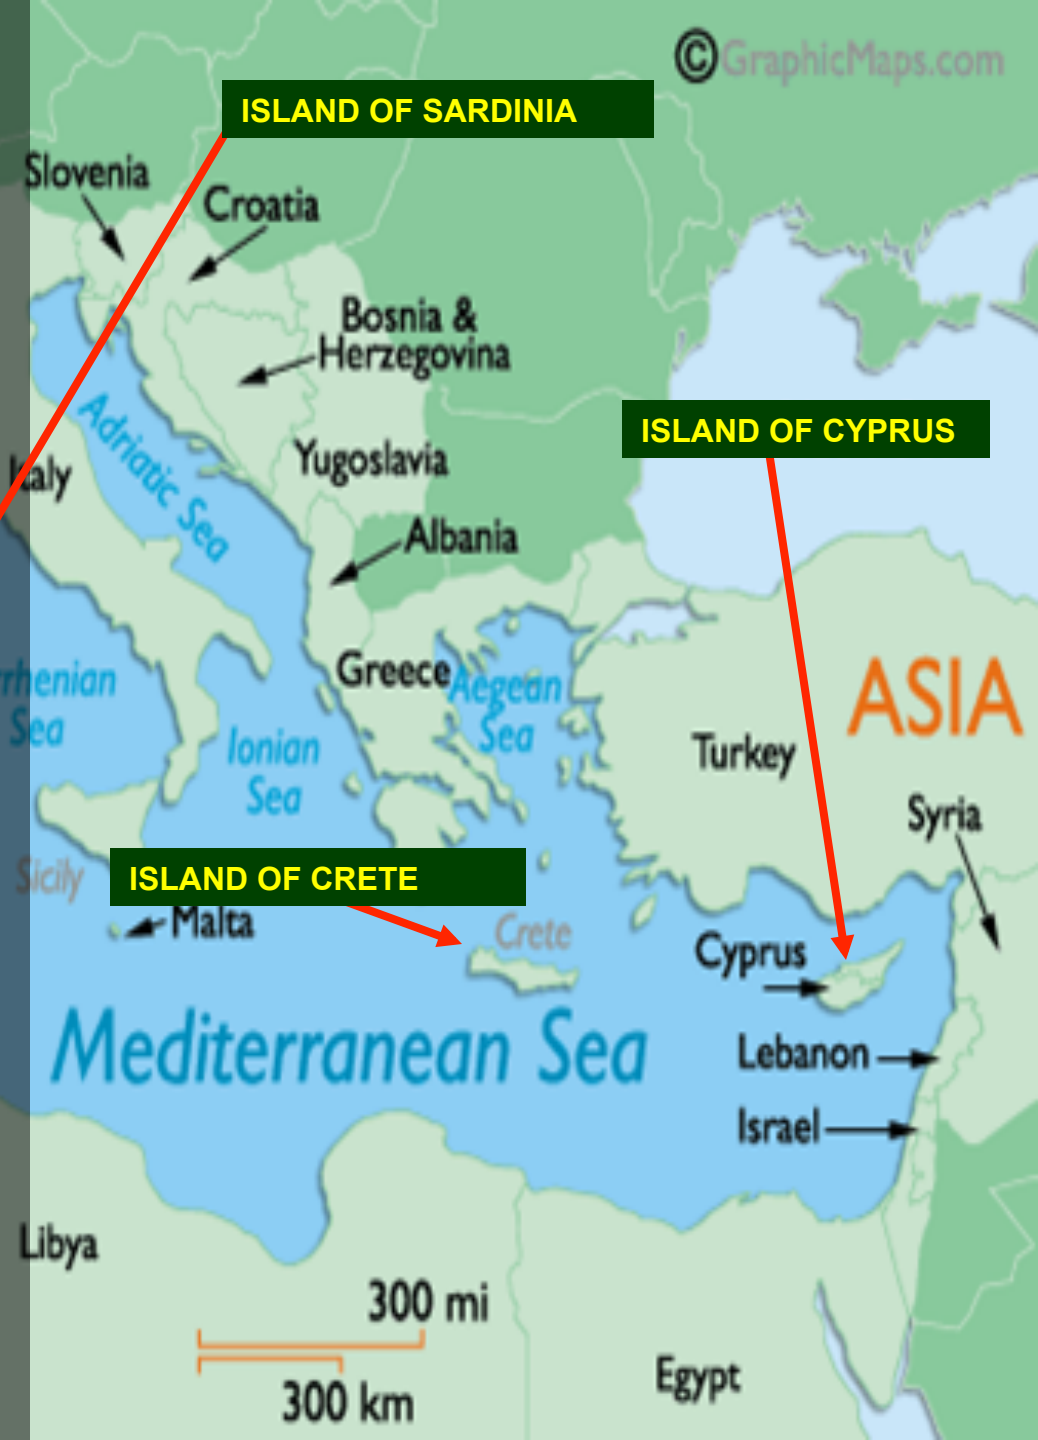 ©GraphicMaps.com
ISLAND OF SARDINIA
Slovenia
Croatia
Bosnia &
Herzegovina
ISLAND OF CYPRUS
Adriatic Sea
Italy
Yugoslavia
Albania
Greece
Aegean
Sea
rrhenian
Sea
Ionian
Sea
ASIA
Turkey
Syria
Sicily
ISLAND OF CRETE
Malta
Crete
Cyprus
Mediterranean Sea
Lebanon
Israel
Libya
300 mi
300 km
Egypt